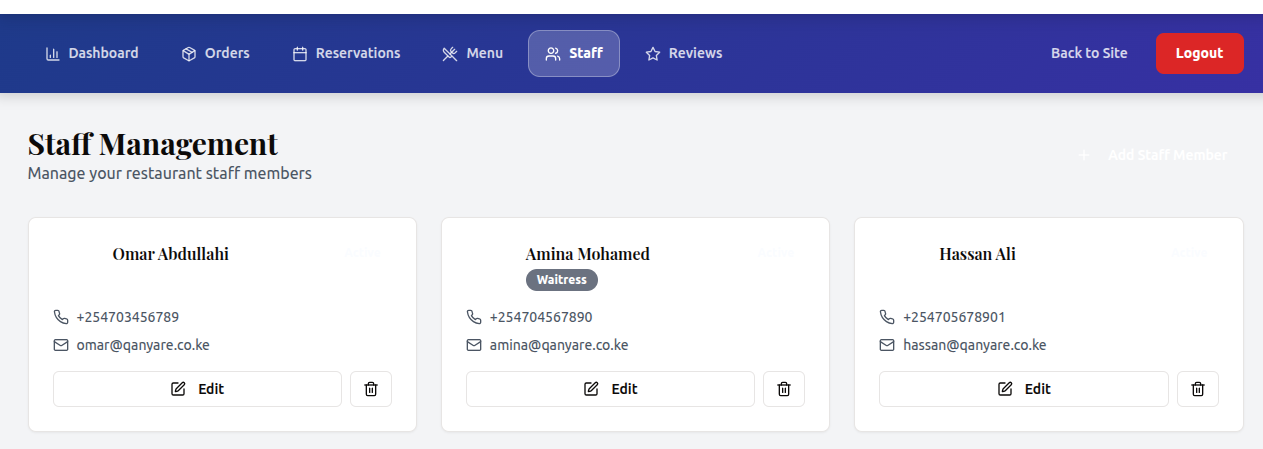 Dashboard Orders Reservations Menu Staff Reviews Back to Site Logout
Staff Management
Manage your restaurant staff members
Add Staff Member
Omar Abdullahi
+254703456789
omar@qanyare.co.ke
Edit
Amina Mohamed
Waitress
+254704567890
amina@qanyare.co.ke
Edit
Hassan Ali
+254705678901
hassan@qanyare.co.ke
Edit